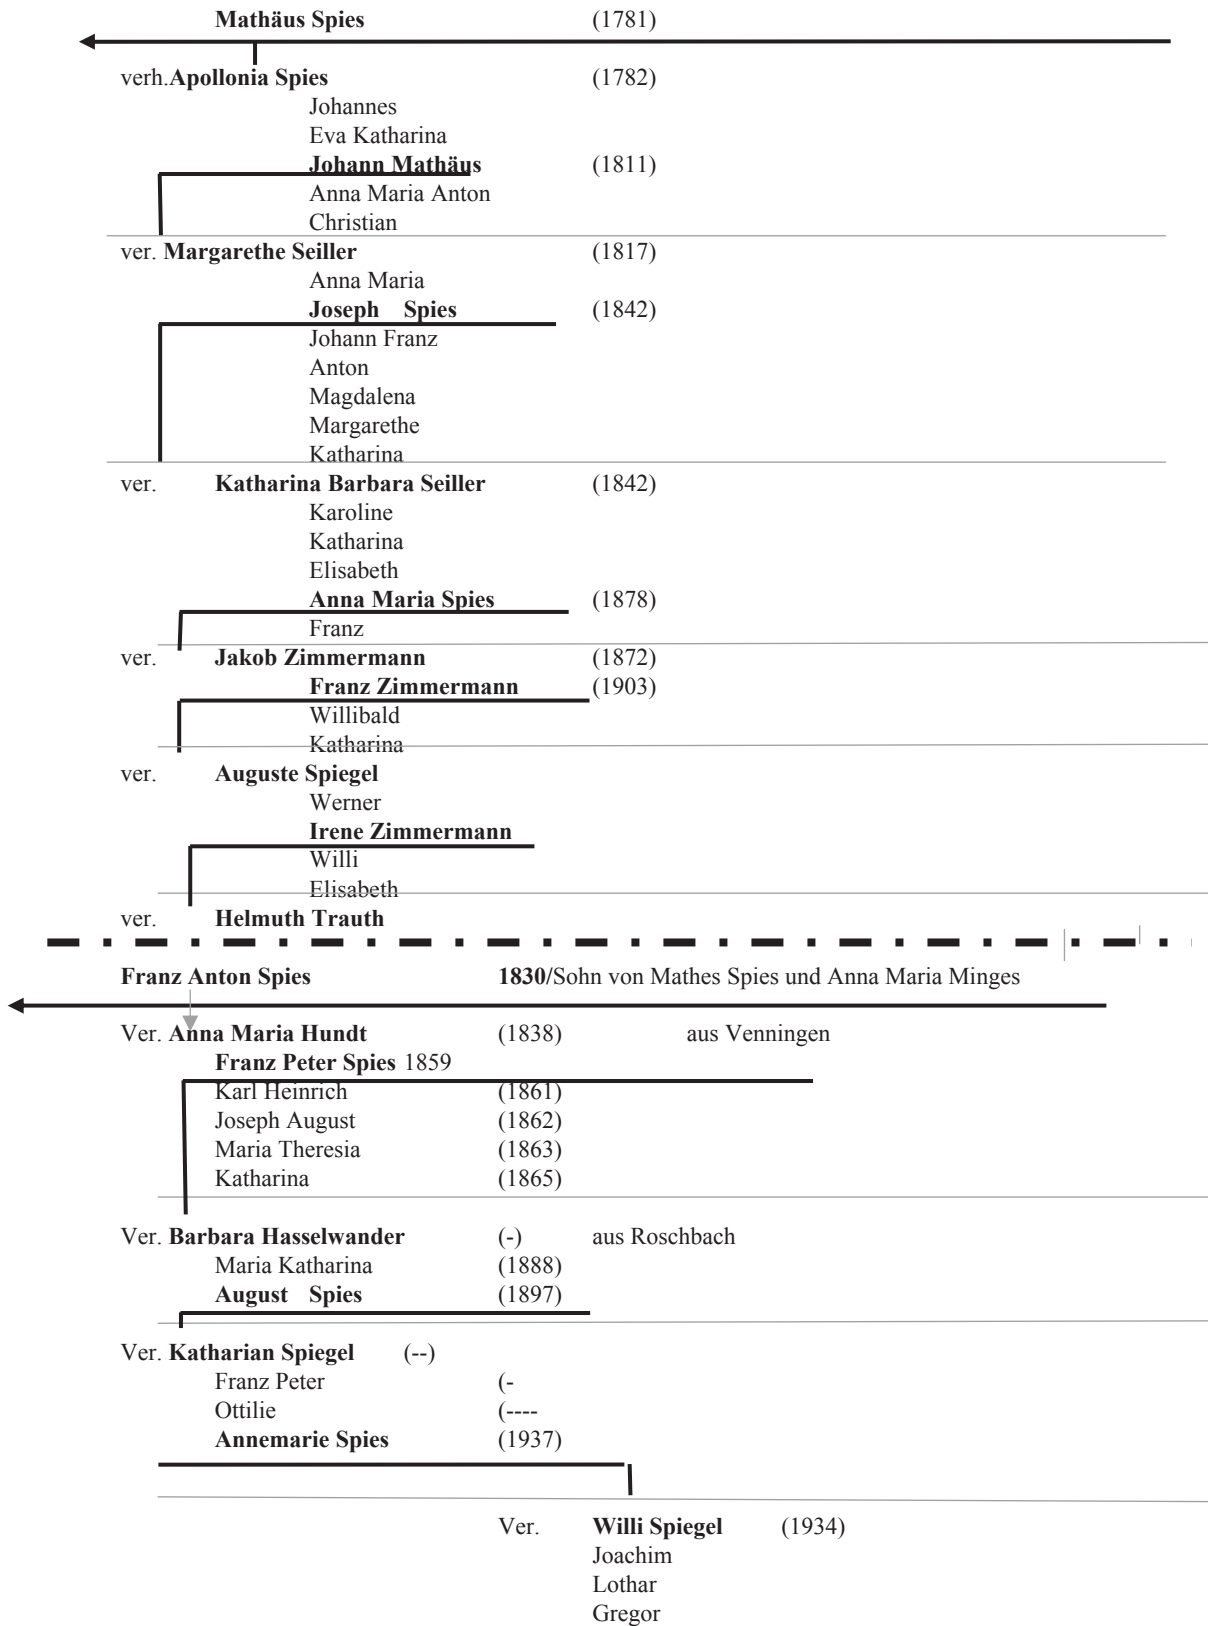 Mathäus Spies (1781)
verh.Apollonia Spies (1782)
Johannes
Eva Katharina
Johann Mathäus (1811)
Anna Maria Anton
Christian
ver. Margarethe Seiller (1817)
Anna Maria
Joseph Spies (1842)
Johann Franz
Anton
Magdalena
Margarethe
Katharina
ver. Katharina Barbara Seiller (1842)
Karoline
Katharina
Elisabeth
Anna Maria Spies (1878)
Franz
ver. Jakob Zimmermann (1872)
Franz Zimmermann (1903)
Willibald
Katharina
ver. Auguste Spiegel
Werner
Irene Zimmermann
Willi
Elisabeth
ver. Helmuth Trauth
Franz Anton Spies 1830/Sohn von Mathes Spies und Anna Maria Minges
Ver. Anna Maria Hundt (1838) aus Venningen
Franz Peter Spies 1859
Karl Heinrich (1861)
Joseph August (1862)
Maria Theresia (1863)
Katharina (1865)
Ver. Barbara Hasselwander (-) aus Roschbach
Maria Katharina (1888)
August Spies (1897)
Ver. Katharian Spiegel (--)
Franz Peter (-
Ottilie (----
Annemarie Spies (1937)
Ver. Willi Spiegel (1934)
Joachim
Lothar
Gregor